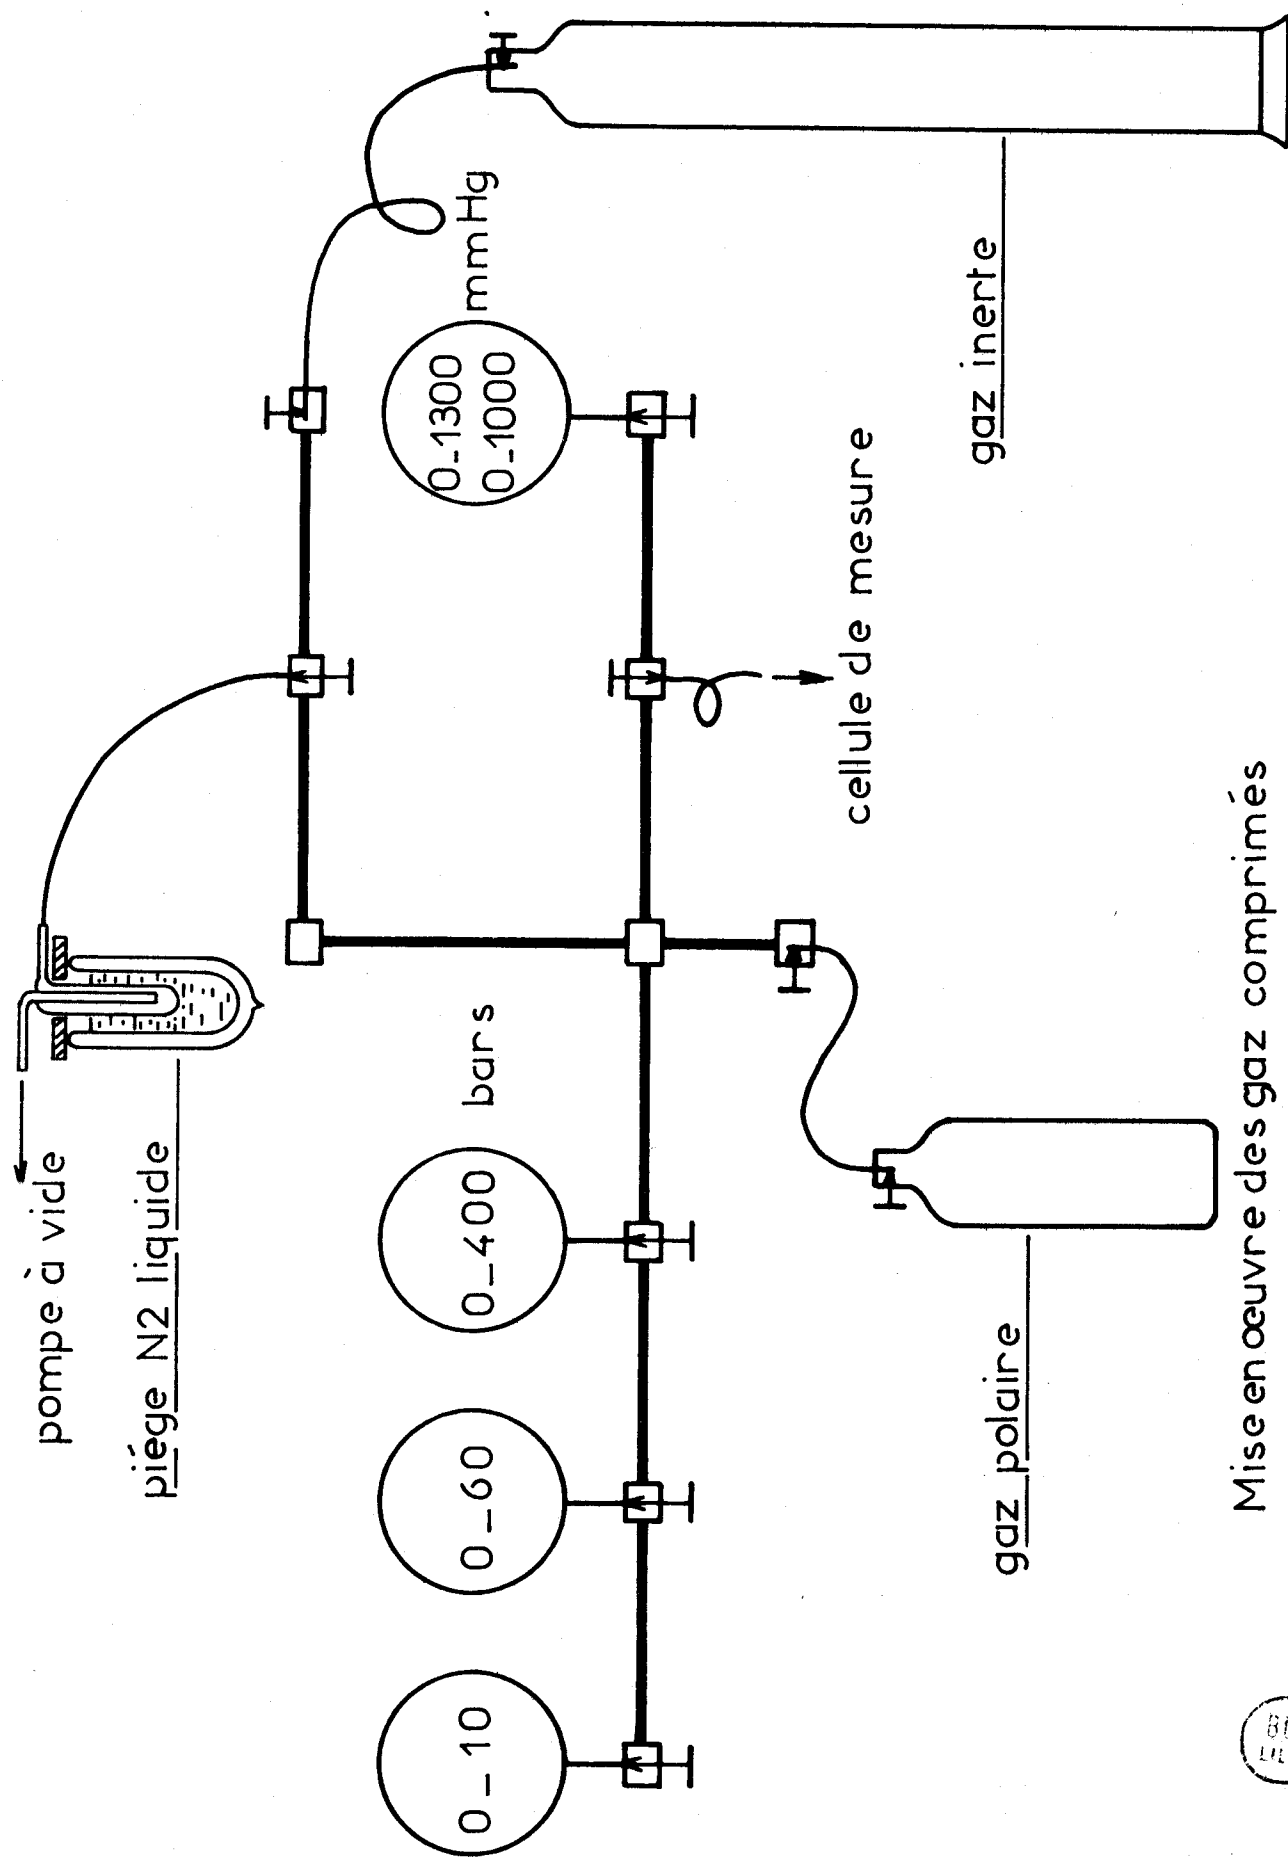 pompe à vide
piége N2 liquide
0_10
0_60
0_400
bars
0_1300
0_1000
mmHg
cellule de mesure
gaz polaire
gaz inerte
Mise en œuvre des gaz comprimés